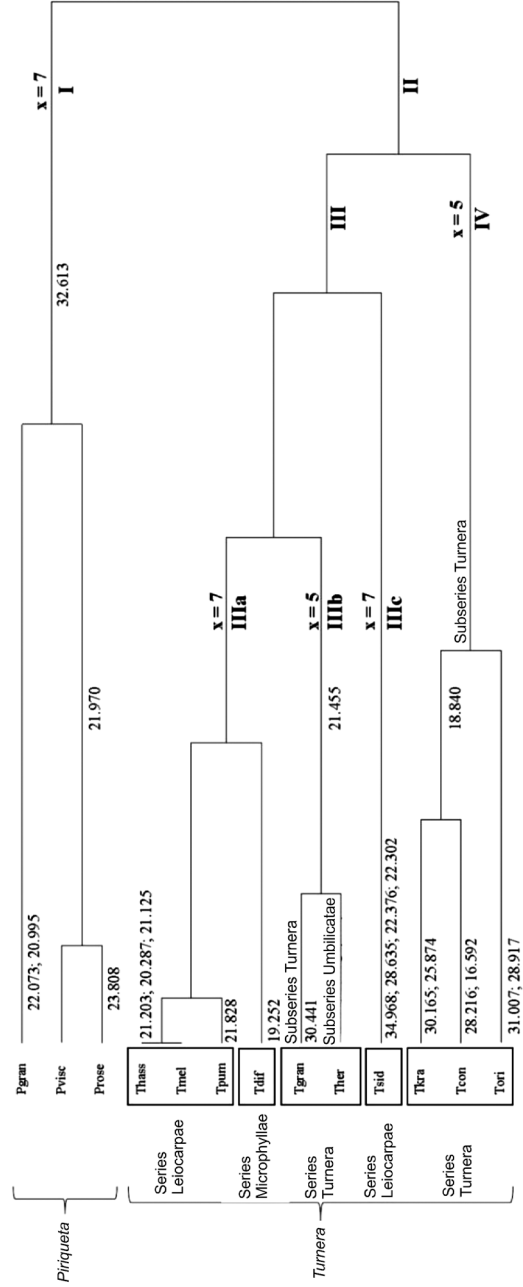 Piriqueta
Pgran
22.073; 20.995
Pvisc
21.970
32.613
x = 7
I
Prose
23.808
Turnera
Series
Leiocarpae
Thass
21.203; 20.287; 21.125
Tmel
Tpum
21.828
x = 7
IIIa
Series
Microphyllae
Tdif
19.252
Series
Turnera
Tgran
Subseries Turnera
30.441
Ther
Subseries Umbilicatae
21.455
x = 5
IIIb
III
Series
Leiocarpae
Tsid
34.968; 28.635; 22.376; 22.302
x = 7
IIIc
II
Series
Turnera
Tkra
30.165; 25.874
18.840
Subseries Turnera
x = 5
IV
Tcon
28.216; 16.592
Tori
31.007; 28.917